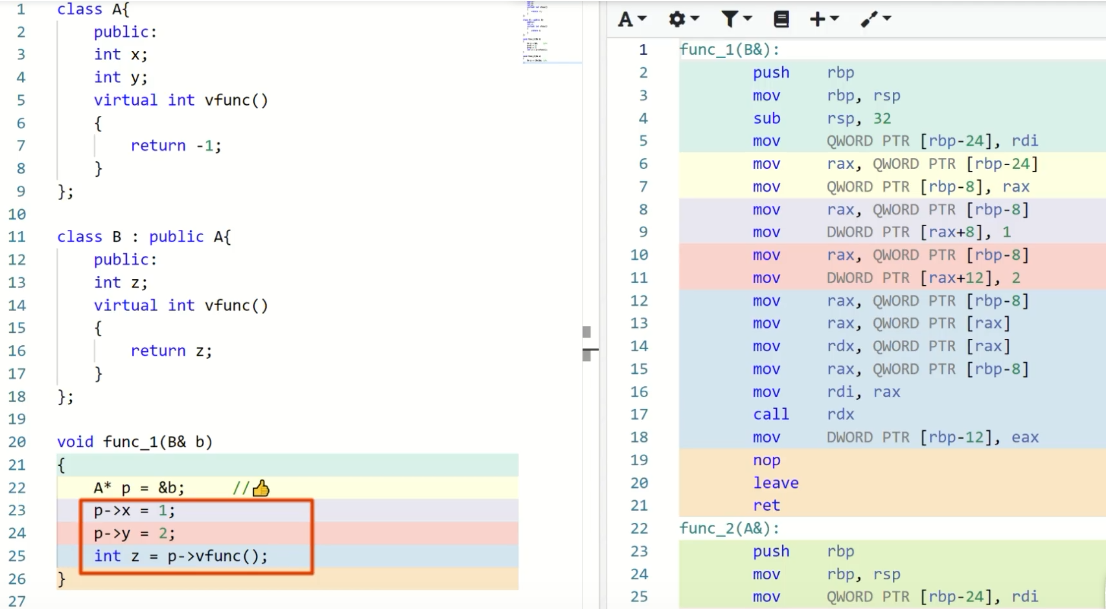 1 class A{
2 public:
3 int x;
4 int y;
5 virtual int vfunc()
6 {
7 return -1;
8 }
9 };
10
11 class B : public A{
12 public:
13 int z;
14 virtual int vfunc()
15 {
16 return z;
17 }
18 };
19
20 void func_1(B& b)
21 {
22 A* p = &b; //👍
23 p->x = 1;
24 p->y = 2;
25 int z = p->vfunc();
26 }
27
A
1 func_1(B&):
2 push rbp
3 mov rbp, rsp
4 sub rsp, 32
5 mov QWORD PTR [rbp-24], rdi
6 mov rax, QWORD PTR [rbp-24]
7 mov QWORD PTR [rbp-8], rax
8 mov rax, QWORD PTR [rbp-8]
9 mov DWORD PTR [rax+8], 1
10 mov rax, QWORD PTR [rbp-8]
11 mov DWORD PTR [rax+12], 2
12 mov rax, QWORD PTR [rbp-8]
13 mov rax, QWORD PTR [rax]
14 mov rdx, QWORD PTR [rax]
15 mov rax, QWORD PTR [rbp-8]
16 mov rdi, rax
17 call rdx
18 mov DWORD PTR [rbp-12], eax
19 nop
20 leave
21 ret
22 func_2(A&):
23 push rbp
24 mov rbp, rsp
25 mov QWORD PTR [rbp-24], rdi